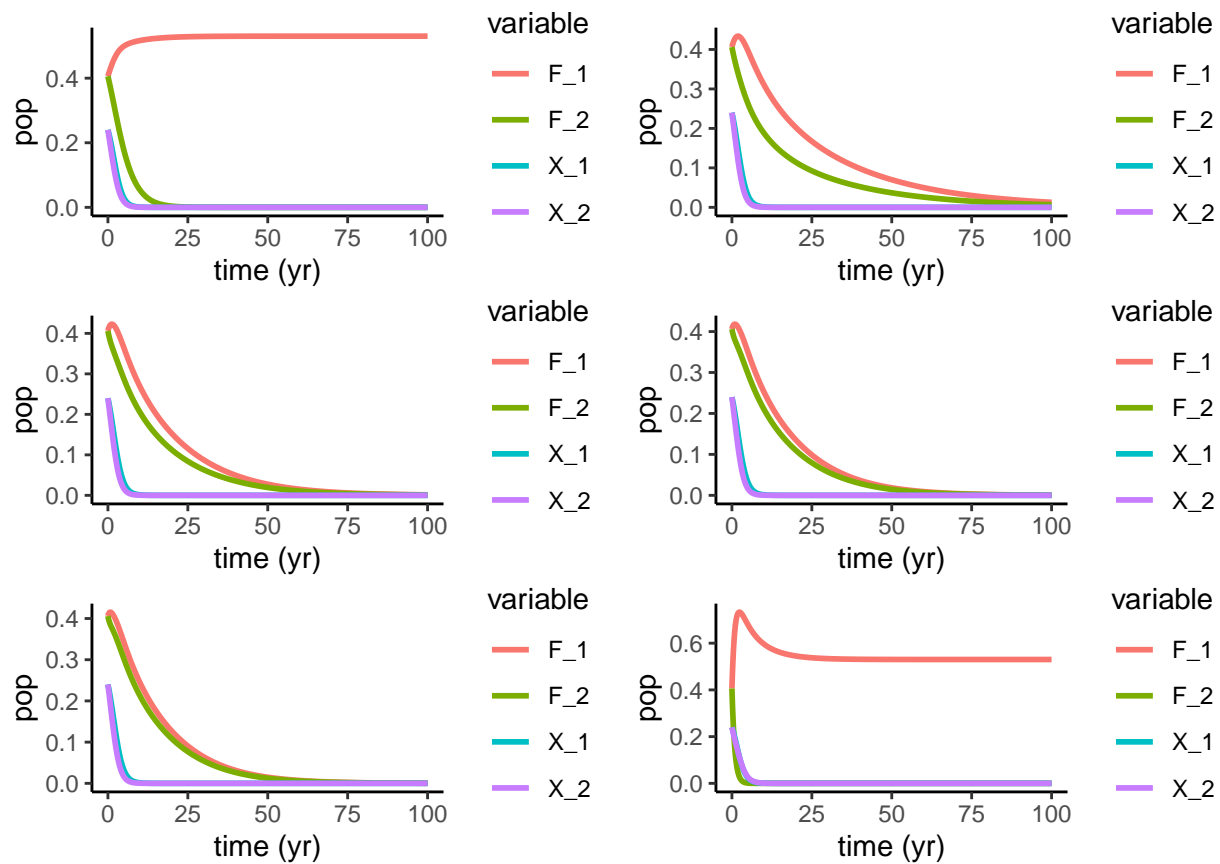 variable
F_1
F_2
X_1
X_2
pop
0.4
0.2
0.0
0 25 50 75 100
time (yr)
variable
F_1
F_2
X_1
X_2
pop
0.4
0.3
0.2
0.1
0.0
0 25 50 75 100
time (yr)
variable
F_1
F_2
X_1
X_2
pop
0.4
0.3
0.2
0.1
0.0
0 25 50 75 100
time (yr)
variable
F_1
F_2
X_1
X_2
pop
0.4
0.3
0.2
0.1
0.0
0 25 50 75 100
time (yr)
variable
F_1
F_2
X_1
X_2
pop
0.4
0.3
0.2
0.1
0.0
0 25 50 75 100
time (yr)
variable
F_1
F_2
X_1
X_2
pop
0.6
0.4
0.2
0.0
0 25 50 75 100
time (yr)